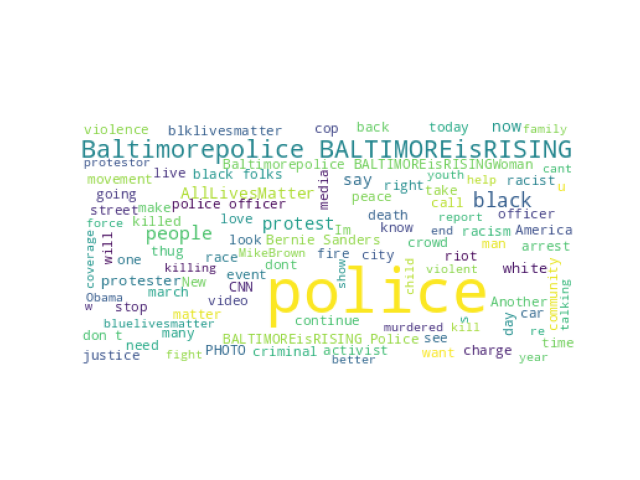 violence blklivesmatter cop back today now family
Baltimorepolice BALTIMOREisRISING
protestor Baltimorepolice BALTIMOREisRISINGWoman cant
movement live black folks media say right youth help racist u
going AllLivesMatter peace take black
street make police officer death call report officer
force killed love protest Im know end racism America
coverage will people look Bernie Sanders crowd man arrest
one thug race MikeBrown fire city riot
killing dont show child violent white community
protester New event CNN police Another talking
Obama march video
w stop matter continue s day car
bluelivesmatter murdered kill re
don t many BALTIMOREisRISING Police see time
need PHOTO criminal activist want charge
justice fight better year